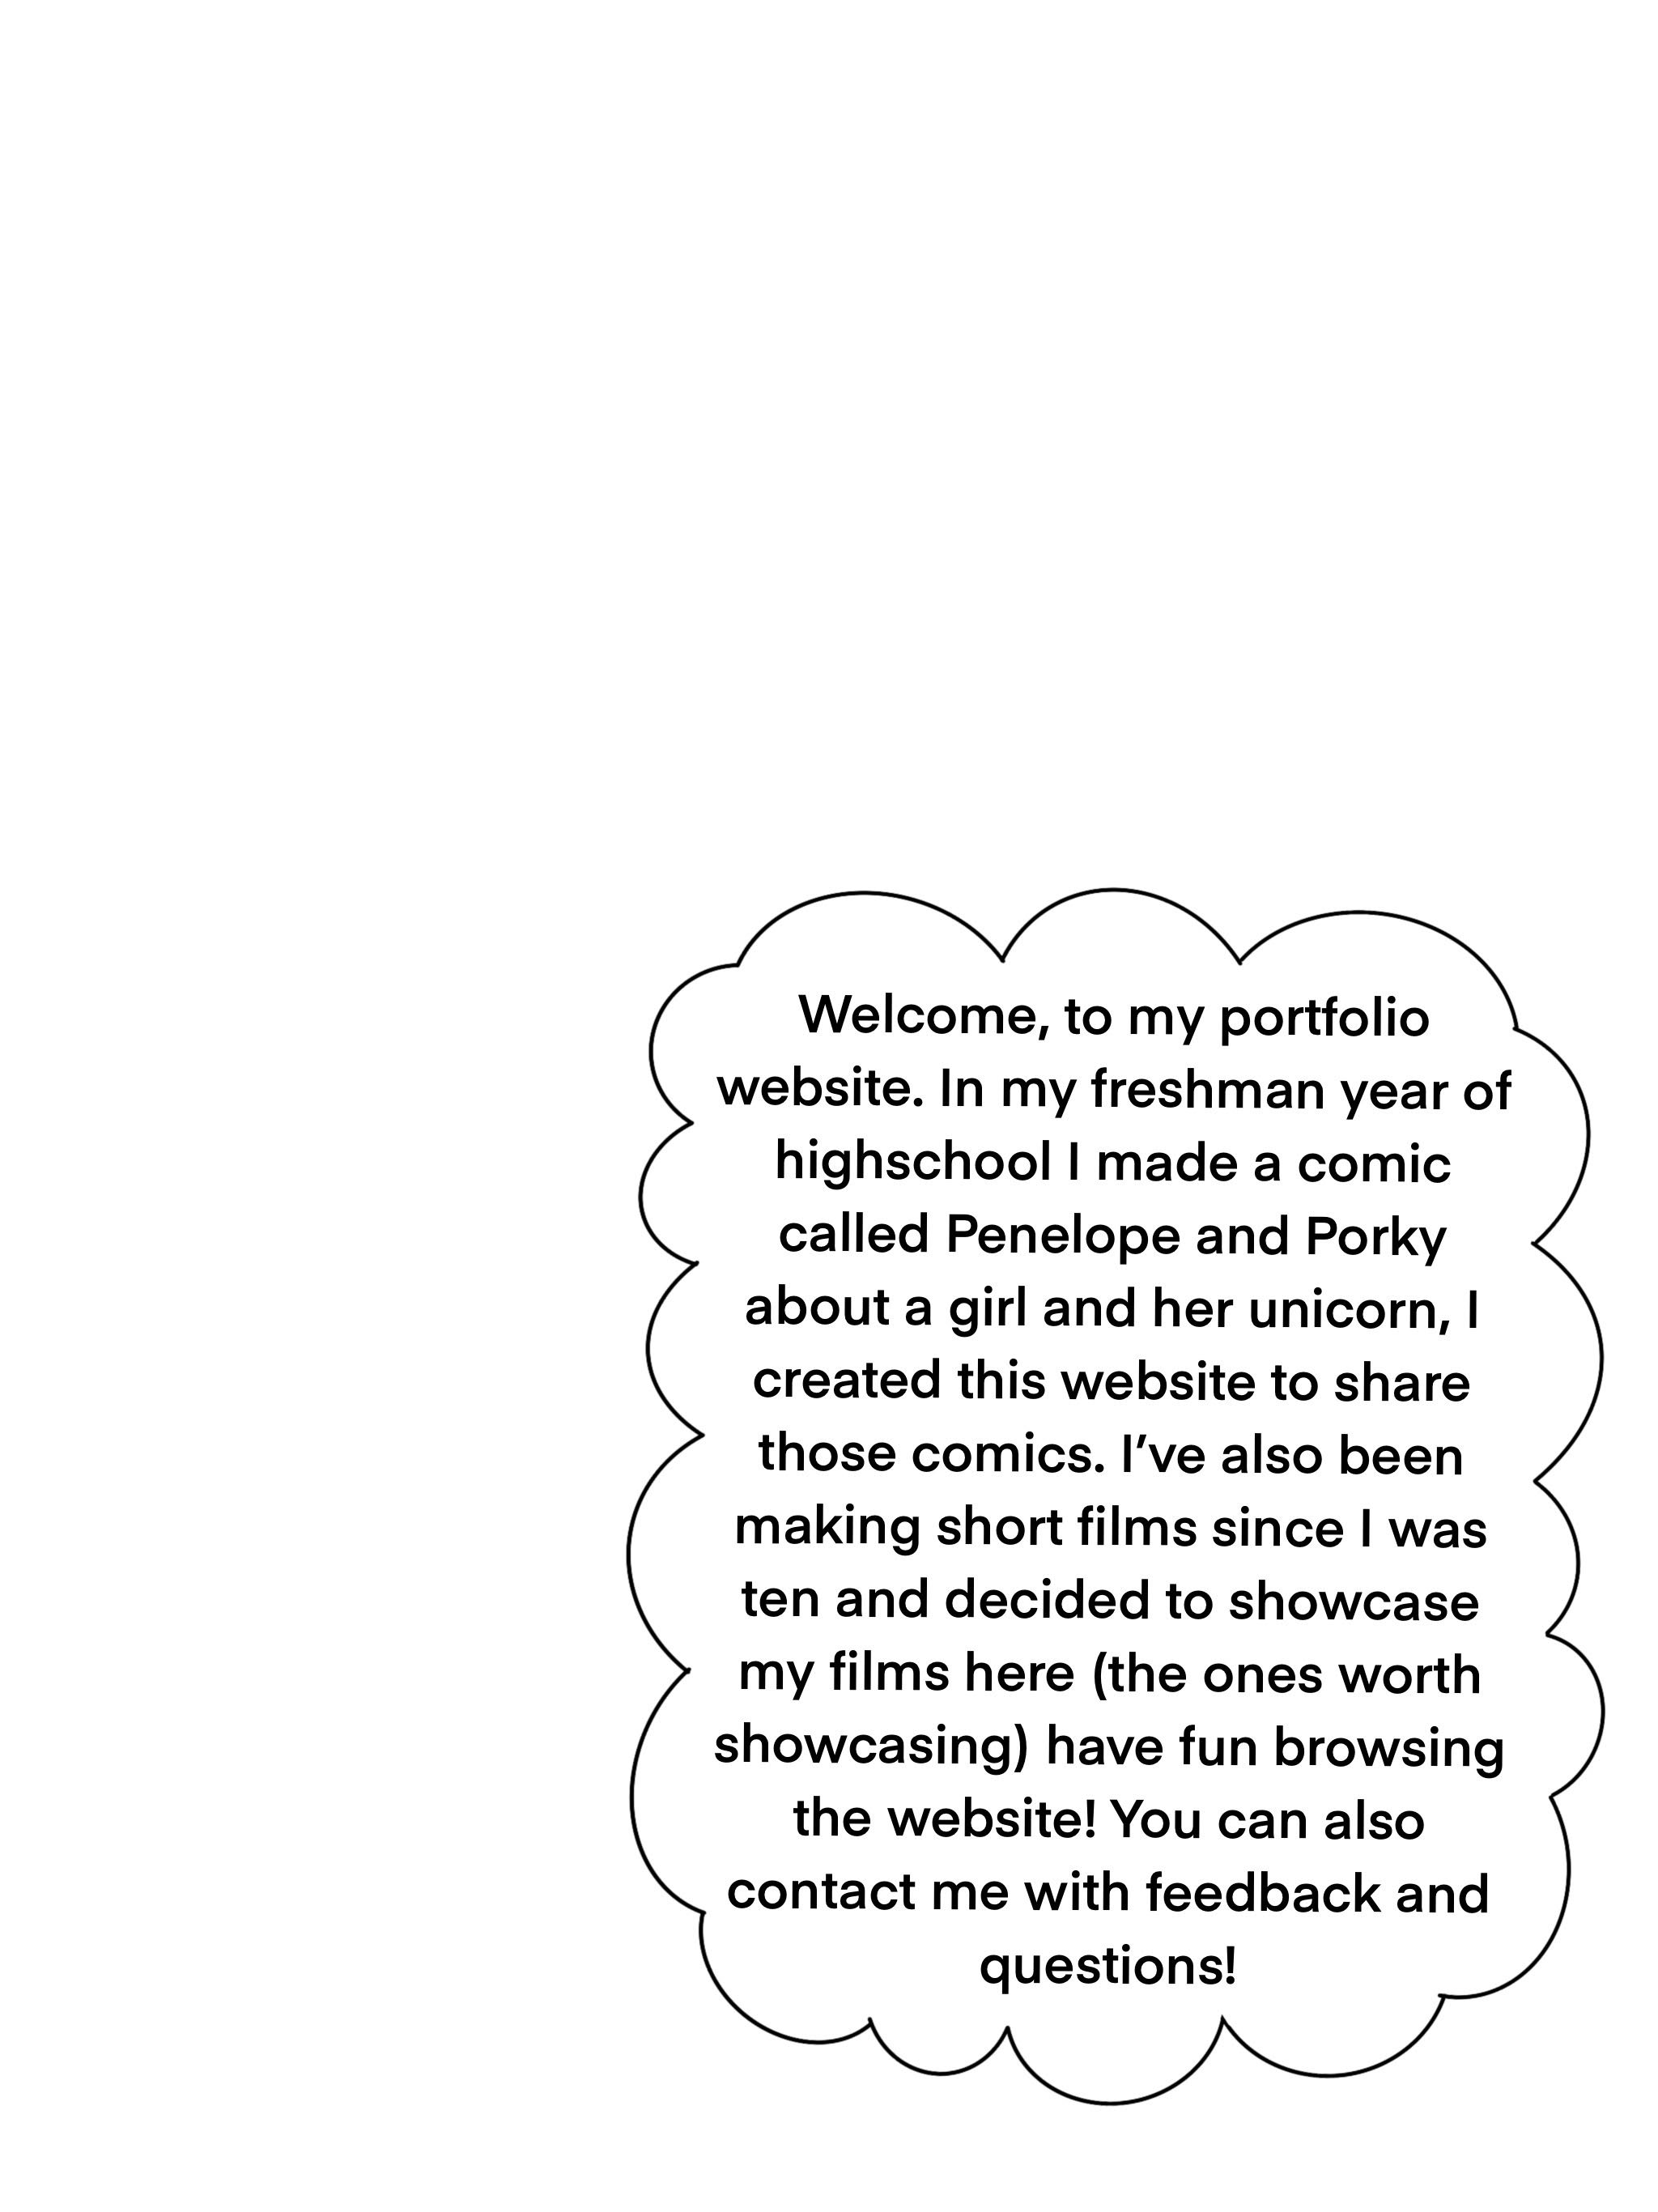 Welcome, to my portfolio
website. In my freshman year of
highschool I made a comic
called Penelope and Porky
about a girl and her unicorn, I
created this website to share
those comics. I’ve also been
making short films since I was
ten and decided to showcase
my films here (the ones worth
showcasing) have fun browsing
the website! You can also
contact me with feedback and
questions!